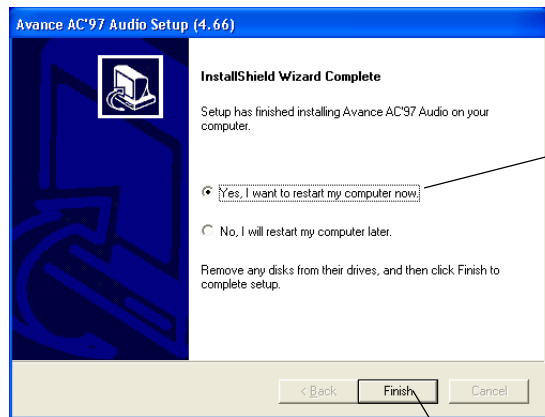 Avance AC'97 Audio Setup (4.66)
InstallShield Wizard Complete
Setup has finished installing Avance AC'97 Audio on your
computer.
Yes, I want to restart my computer now.
No, I will restart my computer later.
Remove any disks from their drives, and then click Finish to
complete setup.
< Back Finish Cancel